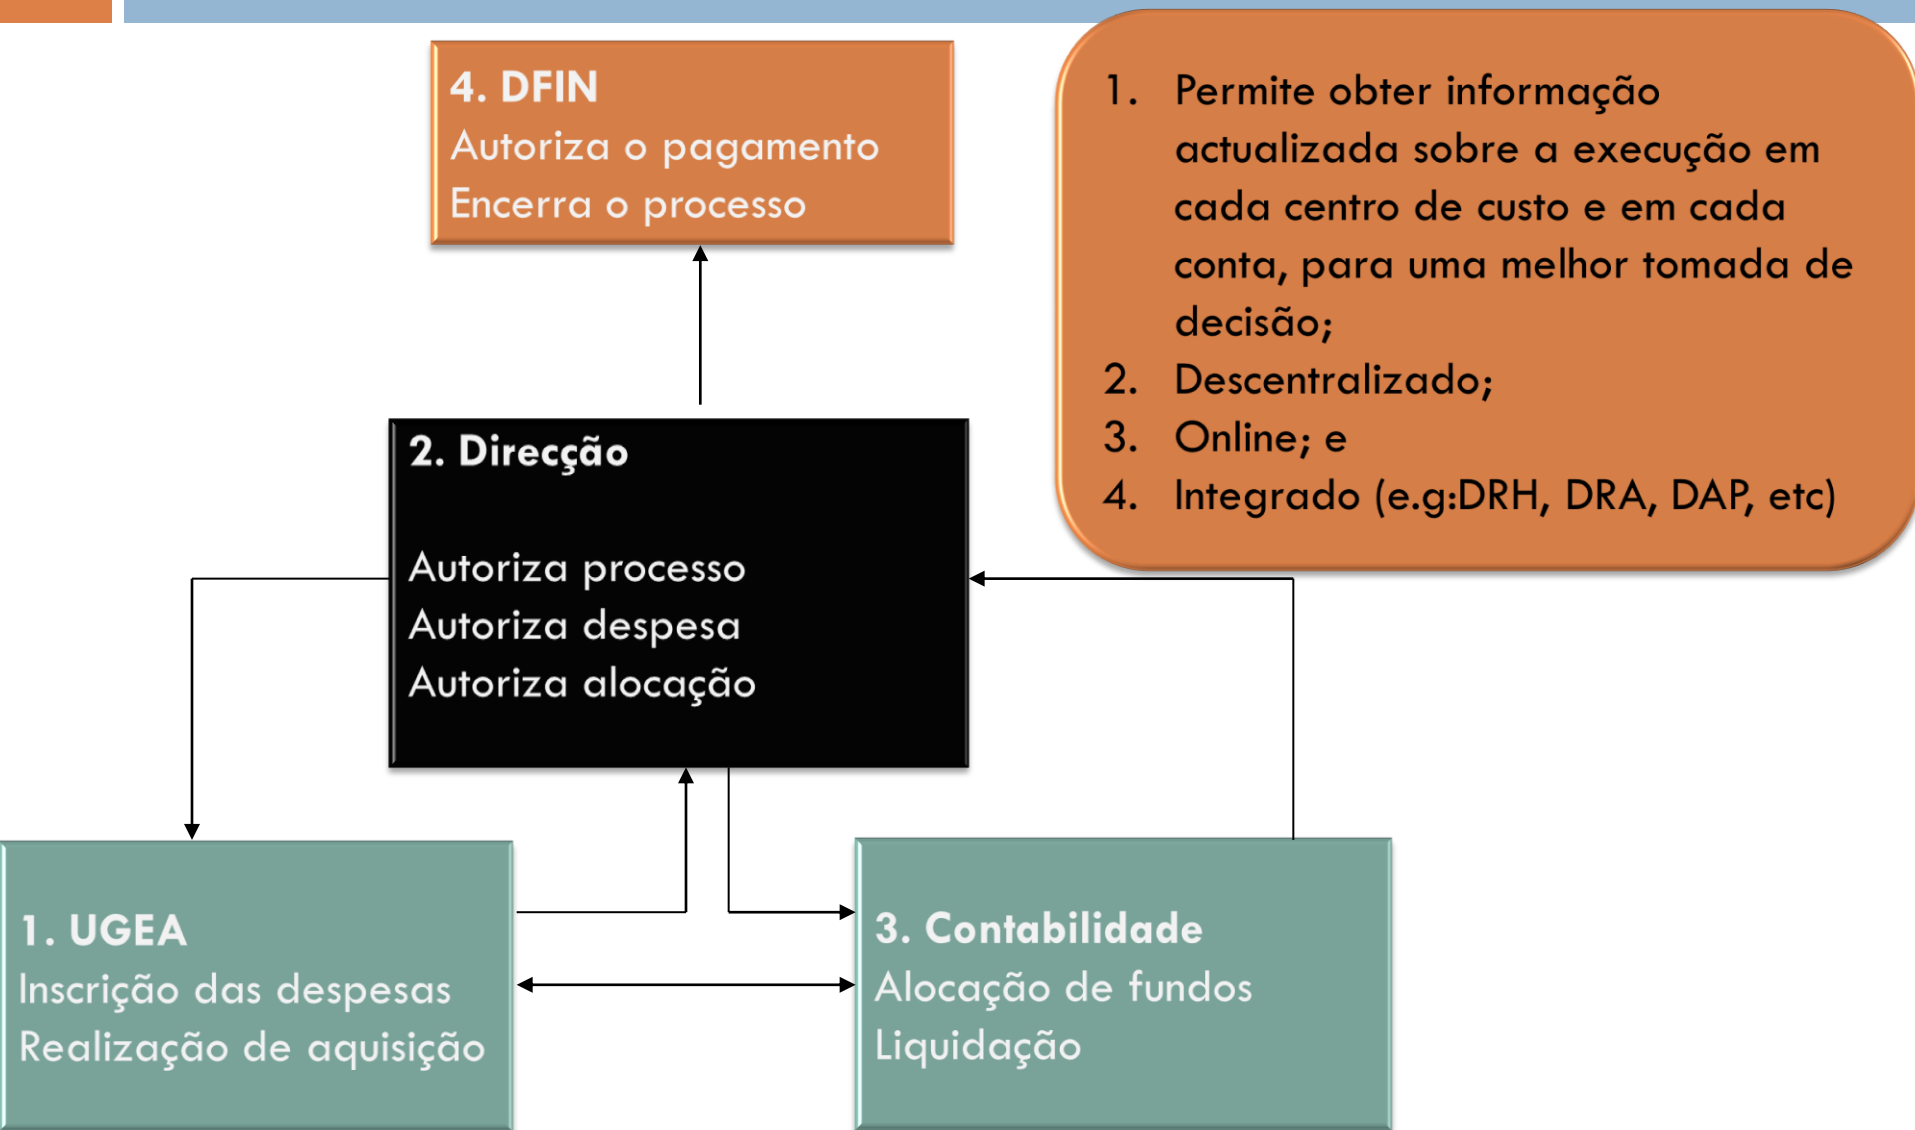 4. DFIN
Autoriza o pagamento
Encerra o processo
1. Permite obter informação
actualizada sobre a execução em
cada centro de custo e em cada
conta, para uma melhor tomada de
decisão;
2. Descentralizado;
3. Online; e
4. Integrado (e.g:DRH, DRA, DAP, etc)
2. Direcção
Autoriza processo
Autoriza despesa
Autoriza alocação
1. UGEA
Inscrição das despesas
Realização de aquisição
3. Contabilidade
Alocação de fundos
Liquidação